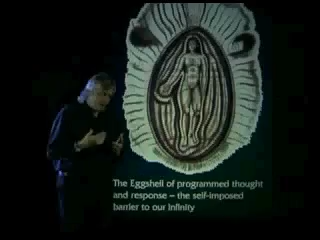 The Eggshell of programmed thought
and response – the self-imposed
barrier to our Infinity